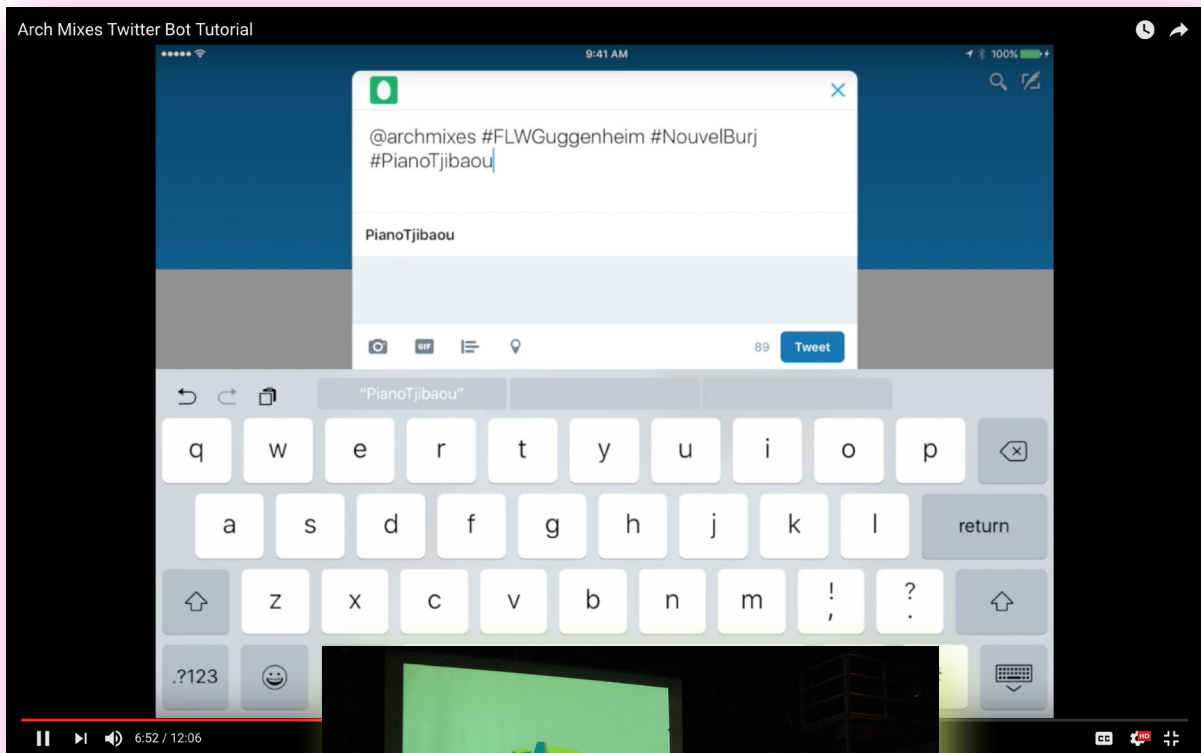 Arch Mixes Twitter Bot Tutorial
9:41 AM
100%
@archmixes #FLWGuggenheim #NouvelBurj
#PianoTjibaou
PianoTjibaou
GIF
89
Tweet
"PianoTjibaou"
q w e r t y u i o p
a s d f g h j k l return
z x c v b n m ! , ? .
.?123
6:52 / 12:06
CC
HD